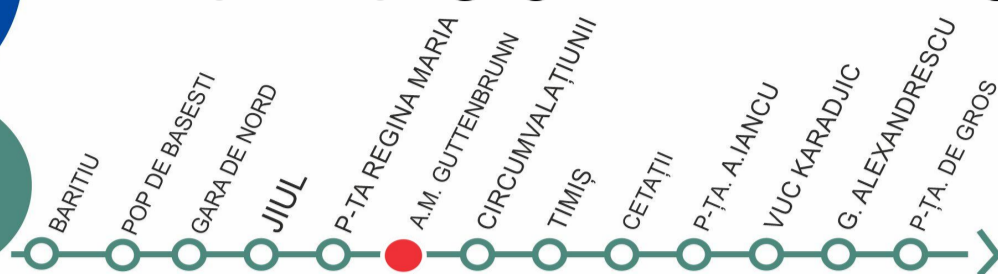 BARITIU
POP DE BASESTI
GARA DE NORD
JIUL
P-TA REGINA MARIA
A.M. GUTTENBRUNN
CIRCUMVALAȚIUNII
TIMIȘ
CETAȚII
P-ȚA. A.IANCU
VUC KARADJIC
G. ALEXANDRESCU
P-ȚA. DE GROS